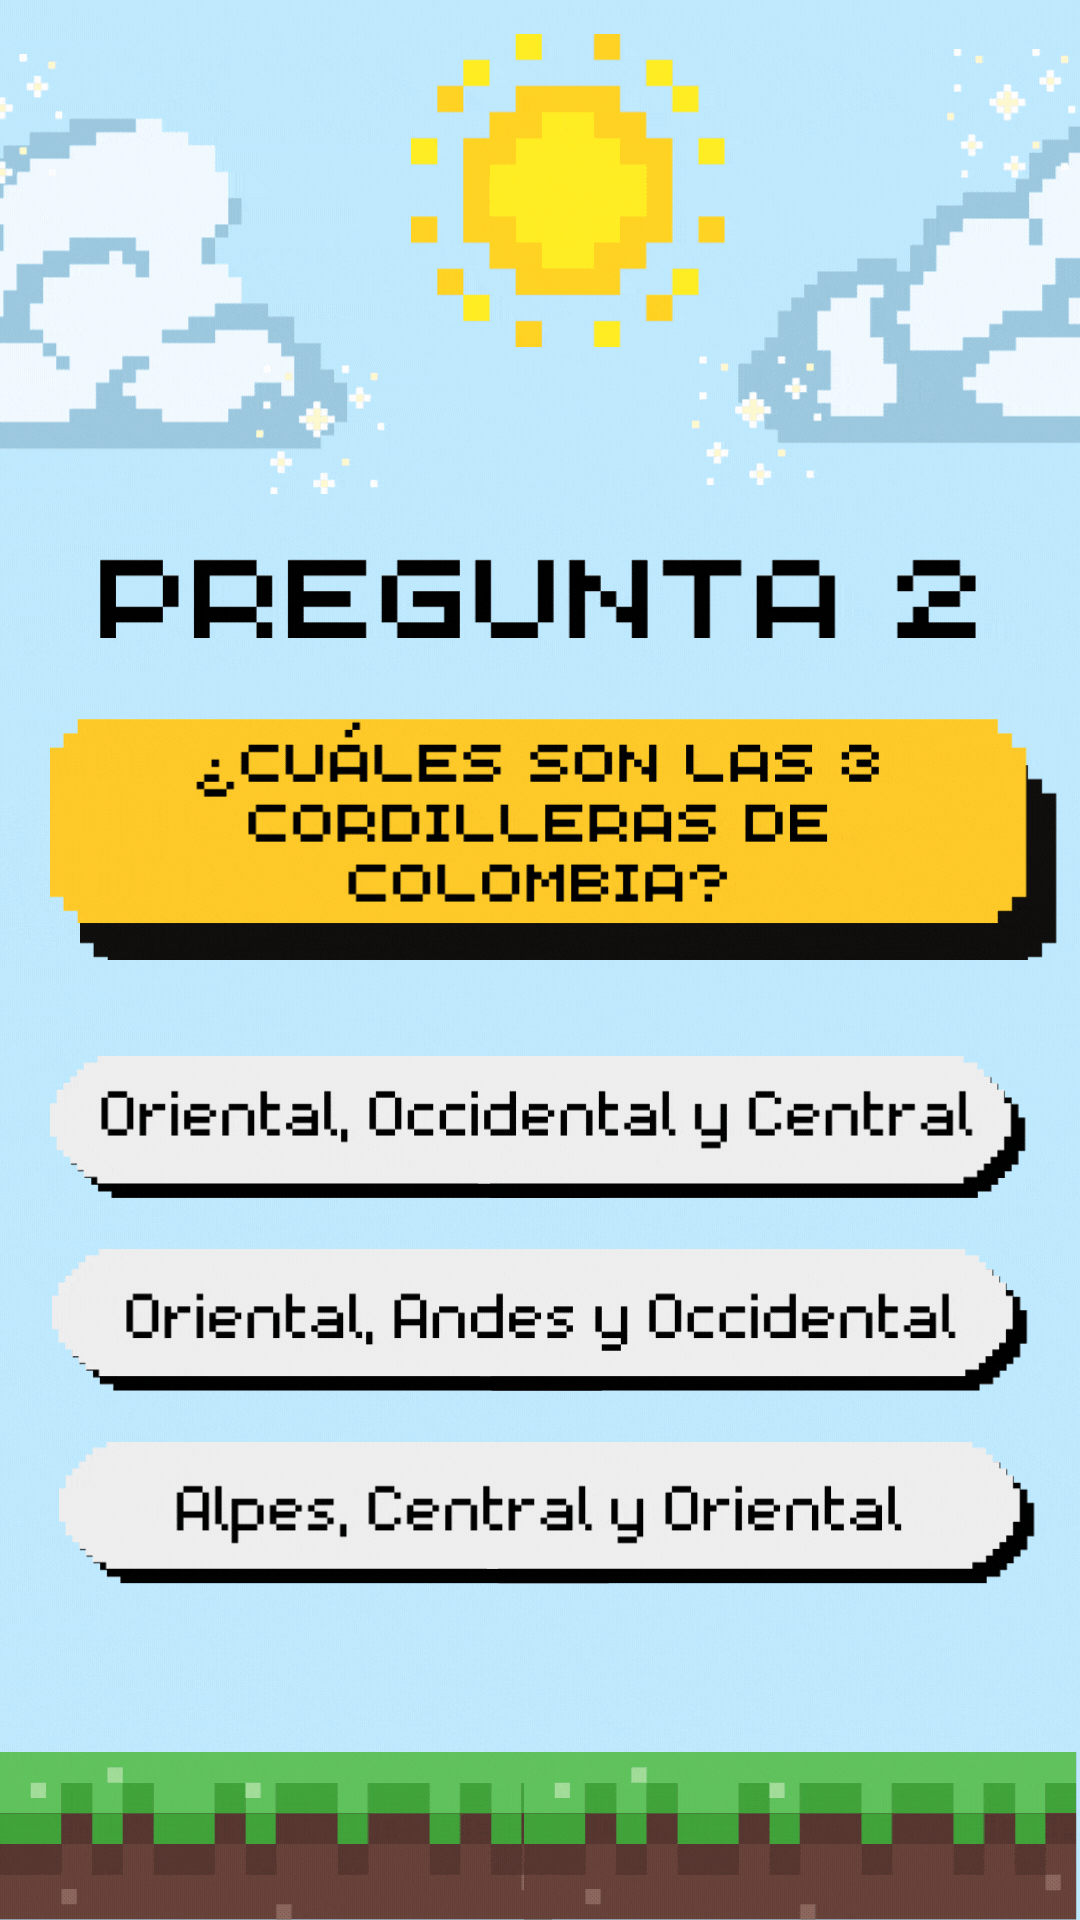 PREGUNTA 2
¿CUÁLES SON LAS 3
CORDILLERAS DE
COLOMBIA?
Oriental, Occidental y Central
Oriental, Andes y Occidental
Alpes, Central y Oriental